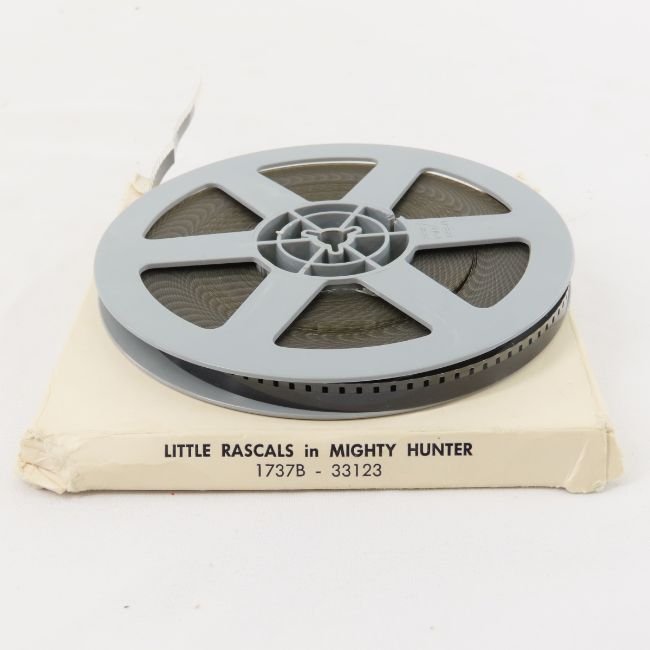 LITTLE RASCALS in MIGHTY HUNTER
1737B - 33123